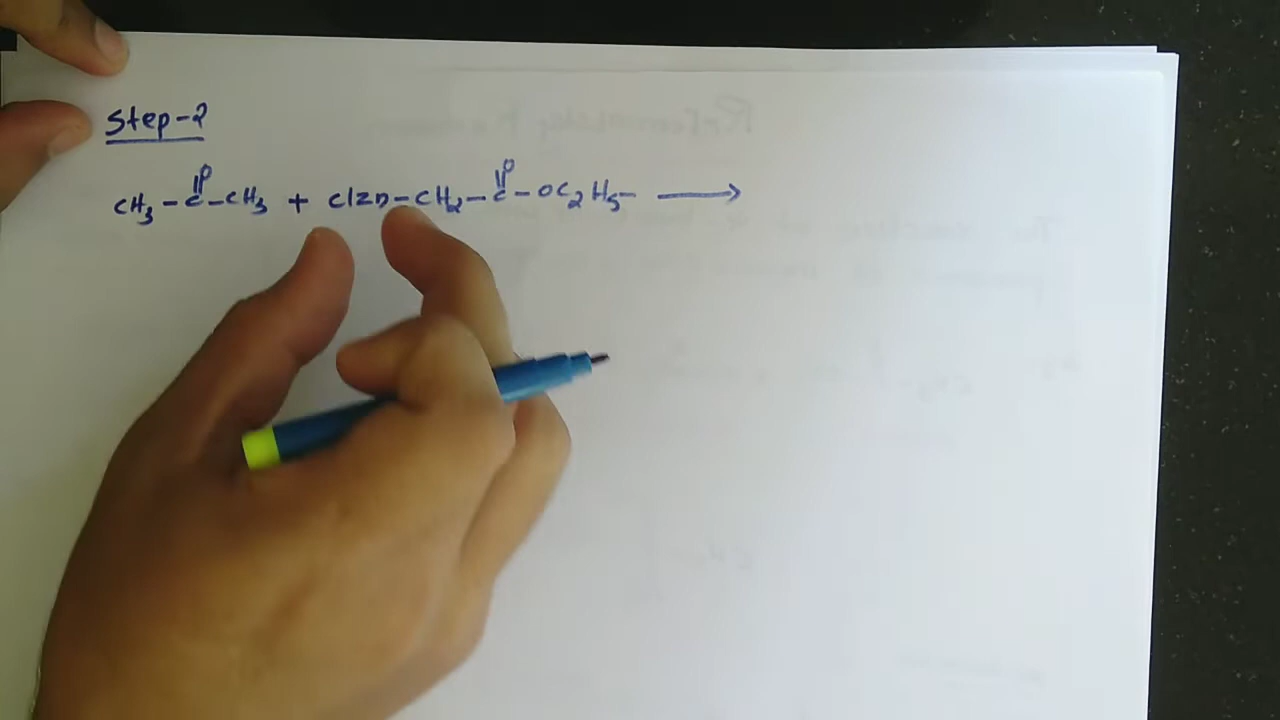 Step-2
O O
CH3-C-CH3 + ClZn-CH2-C-OC2H5- ⟶